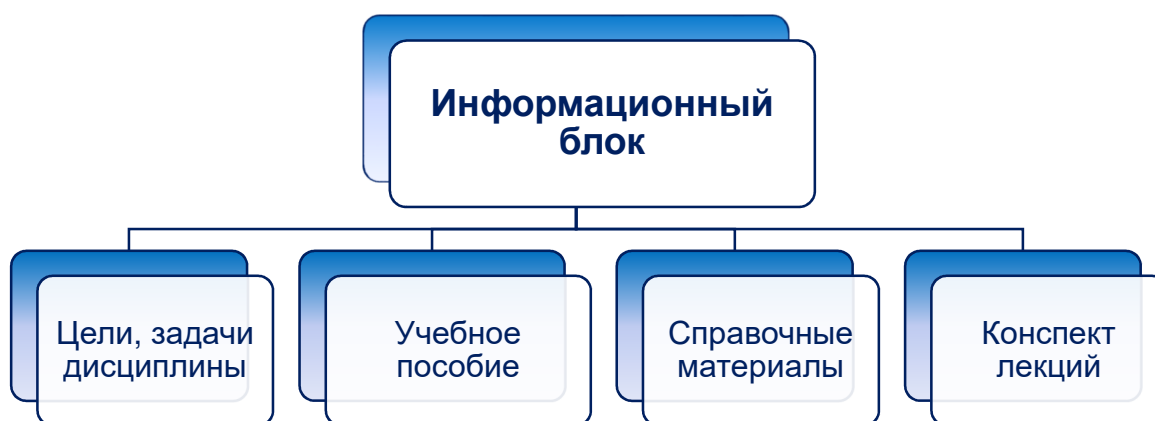 Информационный
блок
Цели, задачи
дисциплины
Учебное
пособие
Справочные
материалы
Конспект
лекций